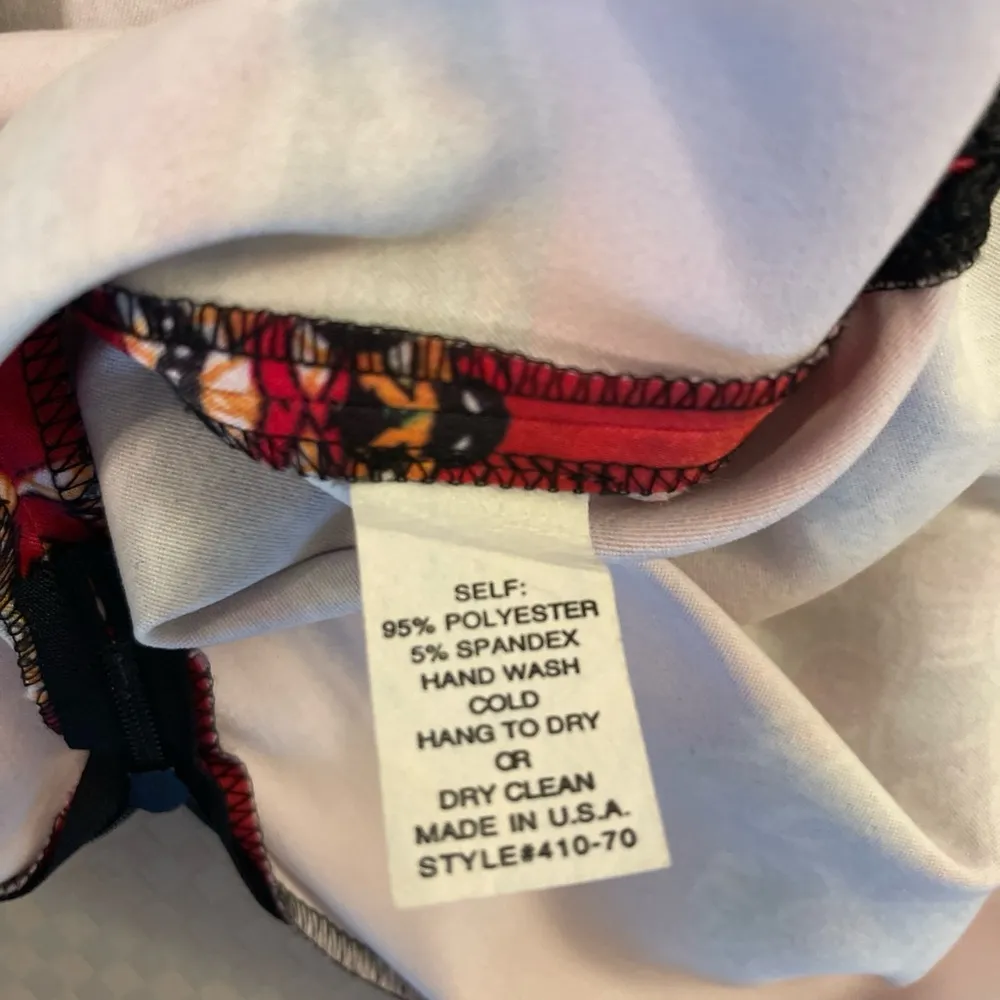 SELF:
95% POLYESTER
5% SPANDEX
HAND WASH
COLD
HANG TO DRY
OR
DRY CLEAN
MADE IN U.S.A.
STYLE#410-70